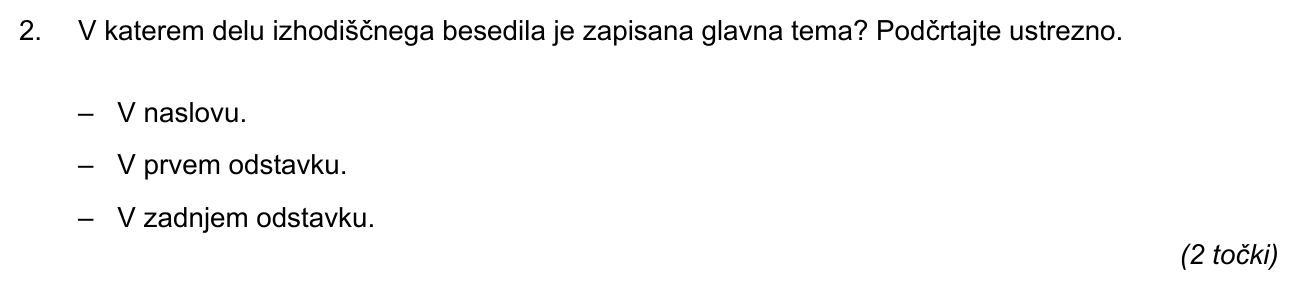 2. V katerem delu izhodiščnega besedila je zapisana glavna tema? Podčrtajte ustrezno.
– V naslovu.
– V prvem odstavku.
– V zadnjem odstavku.
(2 točki)